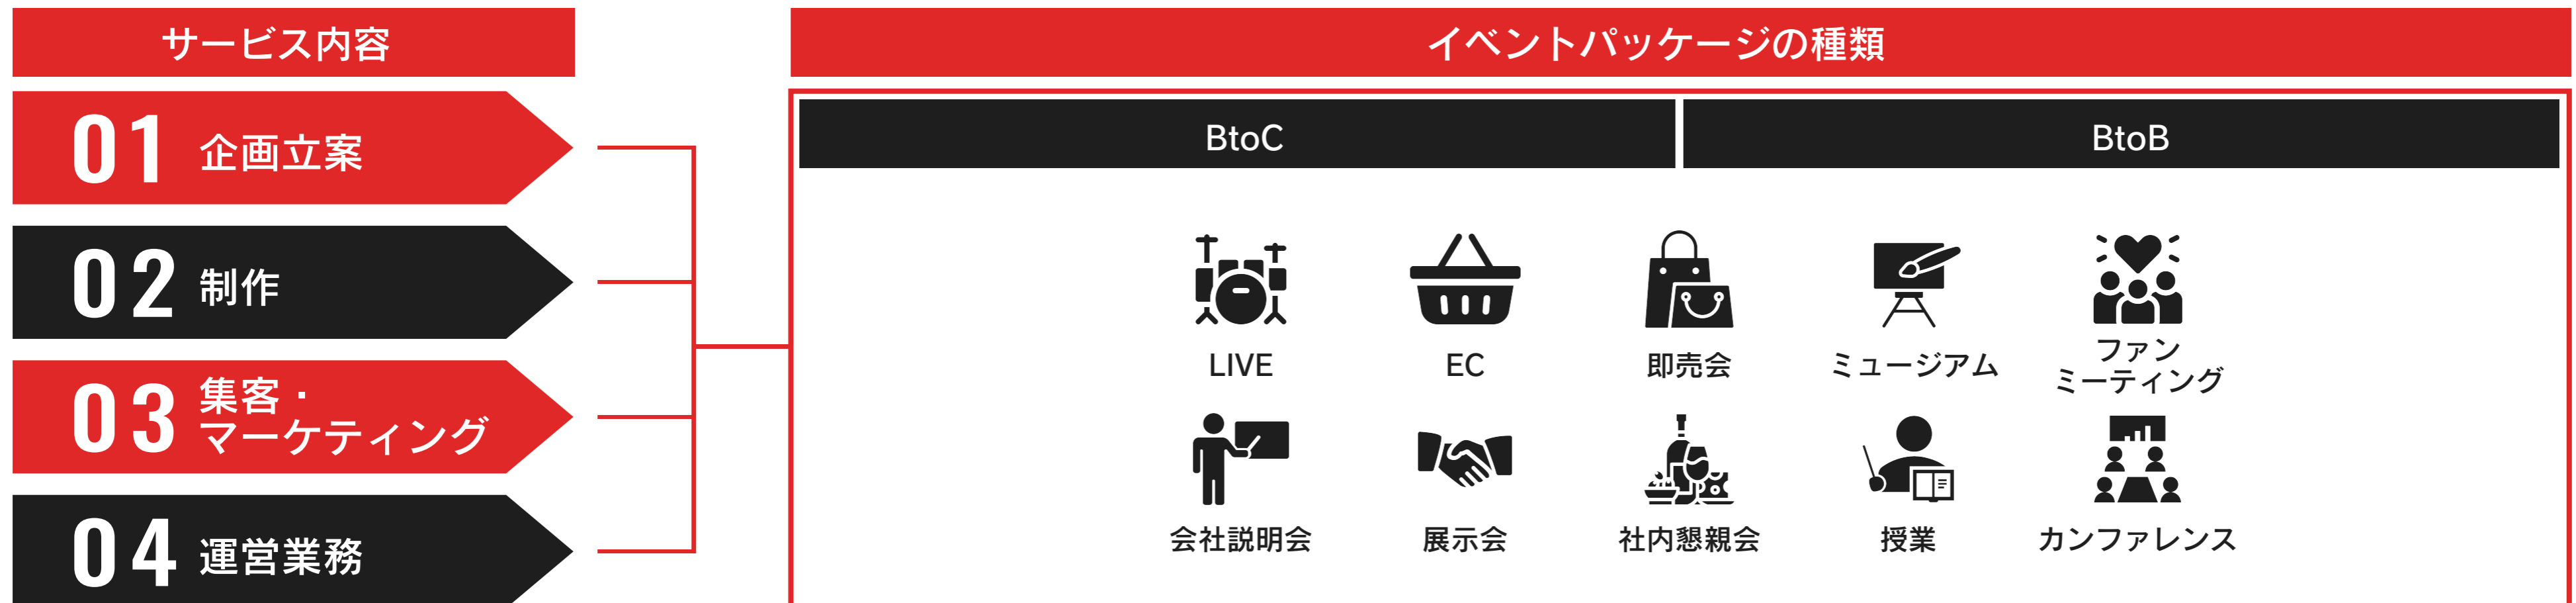 サービス内容
01 企画立案
02 制作
03 集客・
マーケティング
04 運営業務
イベントパッケージの種類
BtoC
BtoB
LIVE
EC
即売会
ミュージアム
ファン
ミーティング
会社説明会
展示会
社内懇親会
授業
カンファレンス